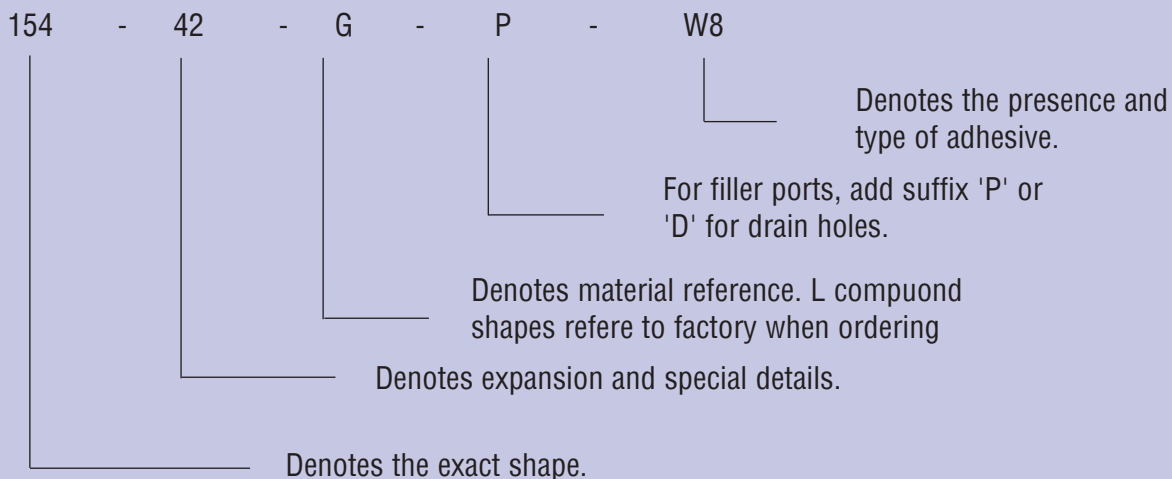 154 - 42 - G - P - W8
Denotes the presence and
type of adhesive.
For filler ports, add suffix 'P' or
'D' for drain holes.
Denotes material reference. L compuond
shapes refere to factory when ordering
Denotes expansion and special details.
Denotes the exact shape.